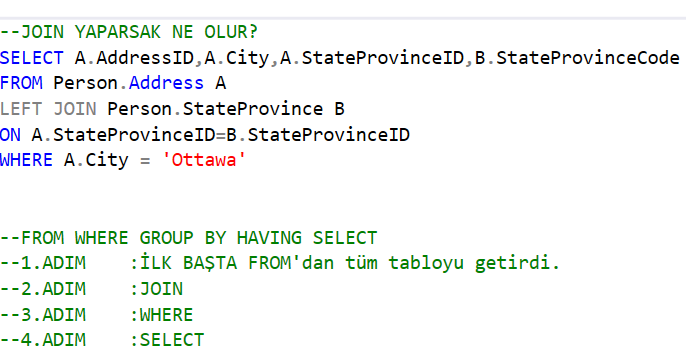 --JOIN YAPARSAK NE OLUR?
SELECT A.AddressID,A.City,A.StateProvinceID,B.StateProvinceCode
FROM Person.Address A
LEFT JOIN Person.StateProvince B
ON A.StateProvinceID=B.StateProvinceID
WHERE A.City = 'Ottawa'
--FROM WHERE GROUP BY HAVING SELECT
--1.ADIM    :İLK BAŞTA FROM'dan tüm tabloyu getirdi.
--2.ADIM    :JOIN
--3.ADIM    :WHERE
--4.ADIM    :SELECT